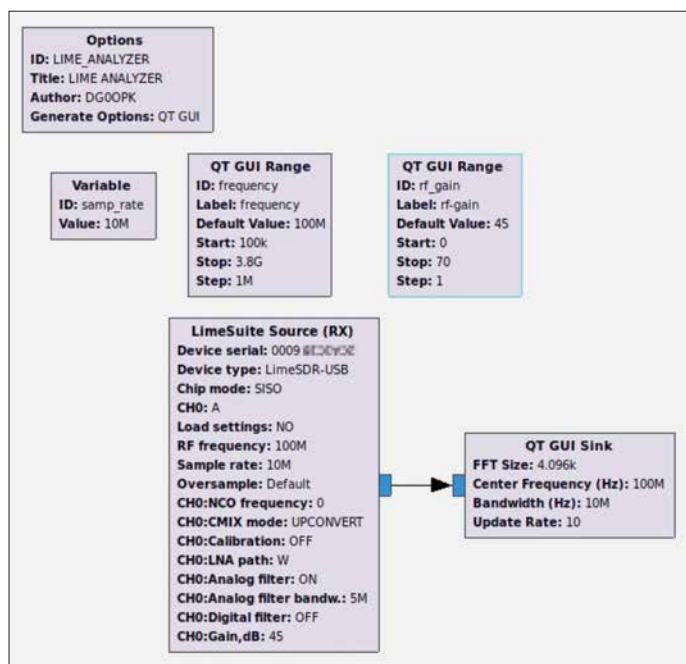 Options
ID: LIME_ANALYZER
Title: LIME ANALYZER
Author: DG0OPK
Generate Options: QT GUI
Variable
ID: samp_rate
Value: 10M
QT GUI Range
ID: frequency
Label: frequency
Default Value: 100M
Start: 100k
Stop: 3.8G
Step: 1M
QT GUI Range
ID: rf_gain
Label: rf-gain
Default Value: 45
Start: 0
Stop: 70
Step: 1
LimeSuite Source (RX)
Device serial: 0009
Device type: LimeSDR-USB
Chip mode: SISO
CH0: A
Load settings: NO
RF frequency: 100M
Sample rate: 10M
Oversample: Default
CH0:NCO frequency: 0
CH0:CMIX mode: UPCONVERT
CH0:Calibration: OFF
CH0:LNA path: W
CH0:Analog filter: ON
CH0:Analog filter bandw.: 5M
CH0:Digital filter: OFF
CH0:Gain,dB: 45
QT GUI Sink
FFT Size: 4.096k
Center Frequency (Hz): 100M
Bandwidth (Hz): 10M
Update Rate: 10